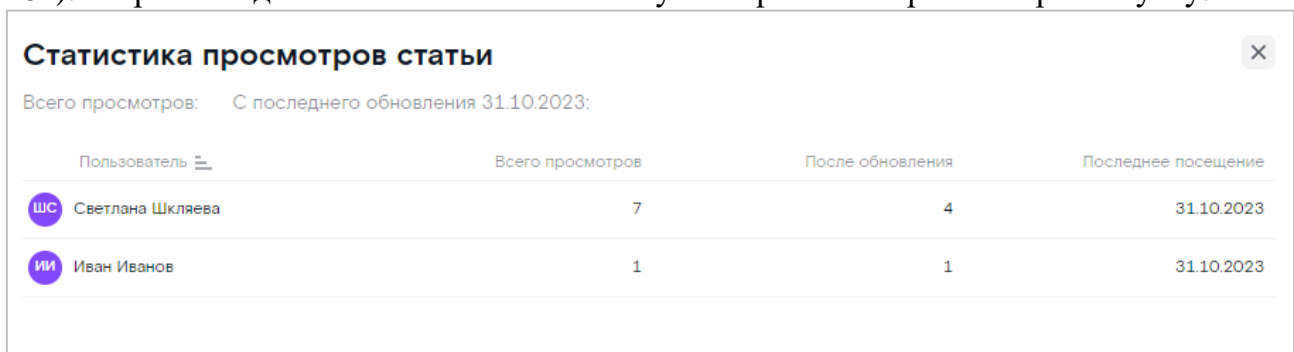 Статистика просмотров статьи
Всего просмотров: С последнего обновления 31.10.2023:
Пользователь Всего просмотров После обновления Последнее посещение
ШС Светлана Шкляева 7 4 31.10.2023
ИИ Иван Иванов 1 1 31.10.2023